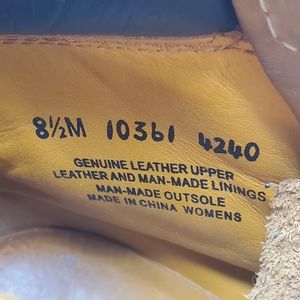 8½M 10361 4240
GENUINE LEATHER UPPER
LEATHER AND MAN-MADE LININGS
MAN-MADE OUTSOLE
MADE IN CHINA WOMENS